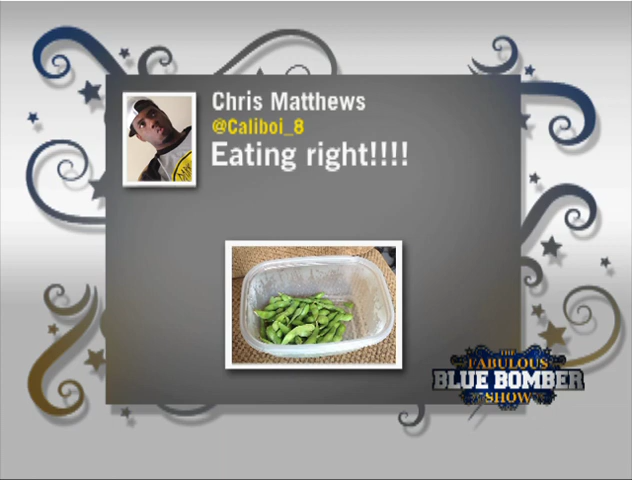 Chris Matthews
@Caliboi_8
Eating right!!!!
THE
FABULOUS
BLUE BOMBER
SHOW